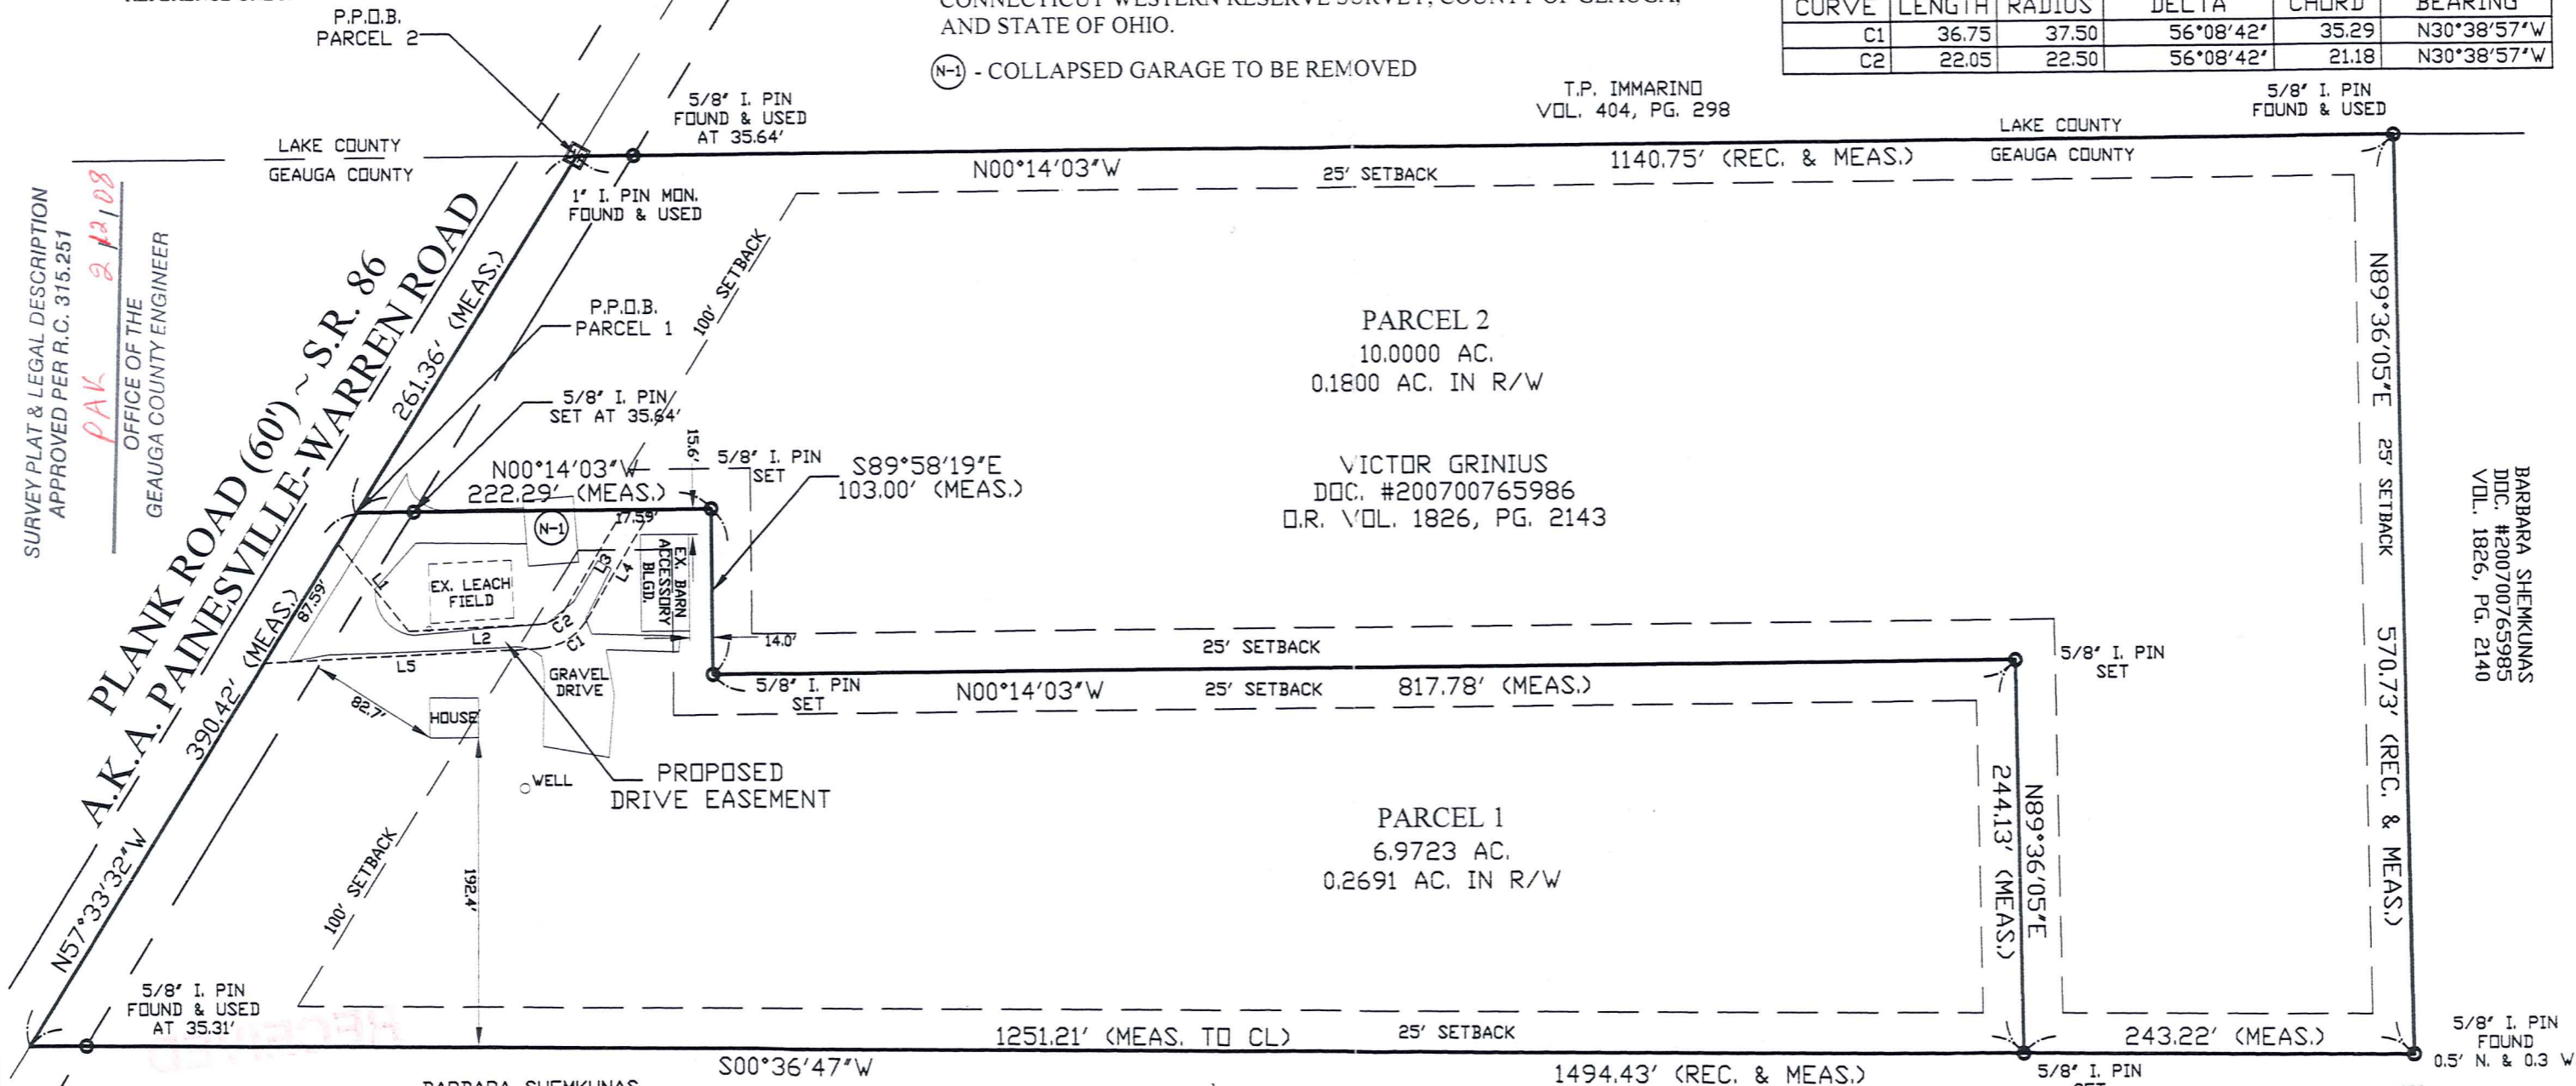 P.P.O.B.
PARCEL 2
AND STATE OF OHIO.
N-1 - COLLAPSED GARAGE TO BE REMOVED
CURVE LENGTH RADIUS DELTA CHORD BEARING
C1 36.75 37.50 56°08'42" 35.29 N30°38'57"W
C2 22.05 22.50 56°08'42" 21.18 N30°38'57"W
CONNECTICUT WESTERN RESERVE SURVEY, COUNTY OF GEAUGA,
T.P. IMMARINO
VOL. 404, PG. 298
5/8" I. PIN
FOUND & USED
5/8" I. PIN
FOUND & USED
AT 35.64'
LAKE COUNTY
GEAUGA COUNTY
LAKE COUNTY
GEAUGA COUNTY
N00°14'03"W
25' SETBACK
1140.75' (REC. & MEAS.)
1" I. PIN MON.
FOUND & USED
SURVEY PLAT & LEGAL DESCRIPTION
APPROVED PER R.C. 315.251
PAK 2/12/08
OFFICE OF THE
GEAUGA COUNTY ENGINEER
PLANK ROAD (60') ~ S.R. 86
A.K.A. PAINESVILLE-WARREN ROAD
261.36' (MEAS.)
100' SETBACK
P.P.O.B.
PARCEL 1
5/8" I. PIN
SET AT 35.64'
PARCEL 2
10.0000 AC.
0.1800 AC. IN R/W
VICTOR GRINIUS
DOC. #200700765986
O.R. VOL. 1826, PG. 2143
N89°36'05"E
25' SETBACK
570.73' (REC. & MEAS.)
BARBARA SHEMKUNAS
DOC. #200700765985
VOL. 1826, PG. 2140
N00°14'03"W
222.29' (MEAS.)
15.6'
5/8" I. PIN
SET
S89°58'19"E
103.00' (MEAS.)
N-1
17.59'
EX. BARN
ACCESSORY
BLGD.
EX. LEACH
FIELD
L1
L2
L3
L4
L5
C2
C1
87.59'
14.0'
390.42' (MEAS.)
82.7'
HOUSE
GRAVEL
DRIVE
WELL
PROPOSED
DRIVE EASEMENT
5/8" I. PIN
SET
25' SETBACK
N00°14'03"W
25' SETBACK
817.78' (MEAS.)
5/8" I. PIN
SET
N89°36'05"E
244.13' (MEAS.)
PARCEL 1
6.9723 AC.
0.2691 AC. IN R/W
N57°33'32"W
100' SETBACK
192.4'
5/8" I. PIN
FOUND & USED
AT 35.31'
RECEIVED
1251.21' (MEAS. TO CL)
25' SETBACK
243.22' (MEAS.)
5/8" I. PIN
FOUND
0.5' N. & 0.3 W
S00°36'47"W
1494.43' (REC. & MEAS.)
5/8" I. PIN
SET
BARBARA SHEMKUNAS